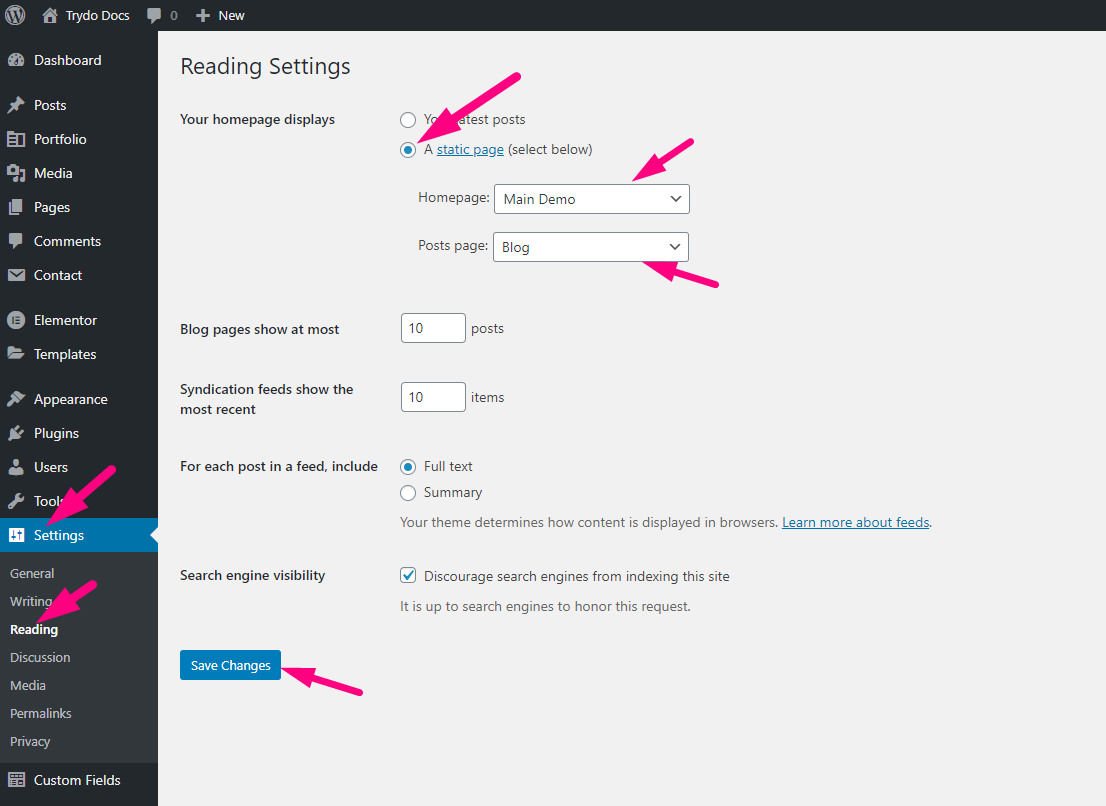 Trydo Docs 0 New
Dashboard
Posts
Portfolio
Media
Pages
Comments
Contact
Elementor
Templates
Appearance
Plugins
Users
Tools
Settings
General
Writing
Reading
Discussion
Media
Permalinks
Privacy
Custom Fields
Reading Settings
Your homepage displays
latest posts
A static page (select below)
Homepage: Main Demo
Posts page: Blog
Blog pages show at most 10 posts
Syndication feeds show the
most recent
10 items
For each post in a feed, include
Full text
Summary
Your theme determines how content is displayed in browsers. Learn more about feeds.
Search engine visibility
Discourage search engines from indexing this site
It is up to search engines to honor this request.
Save Changes